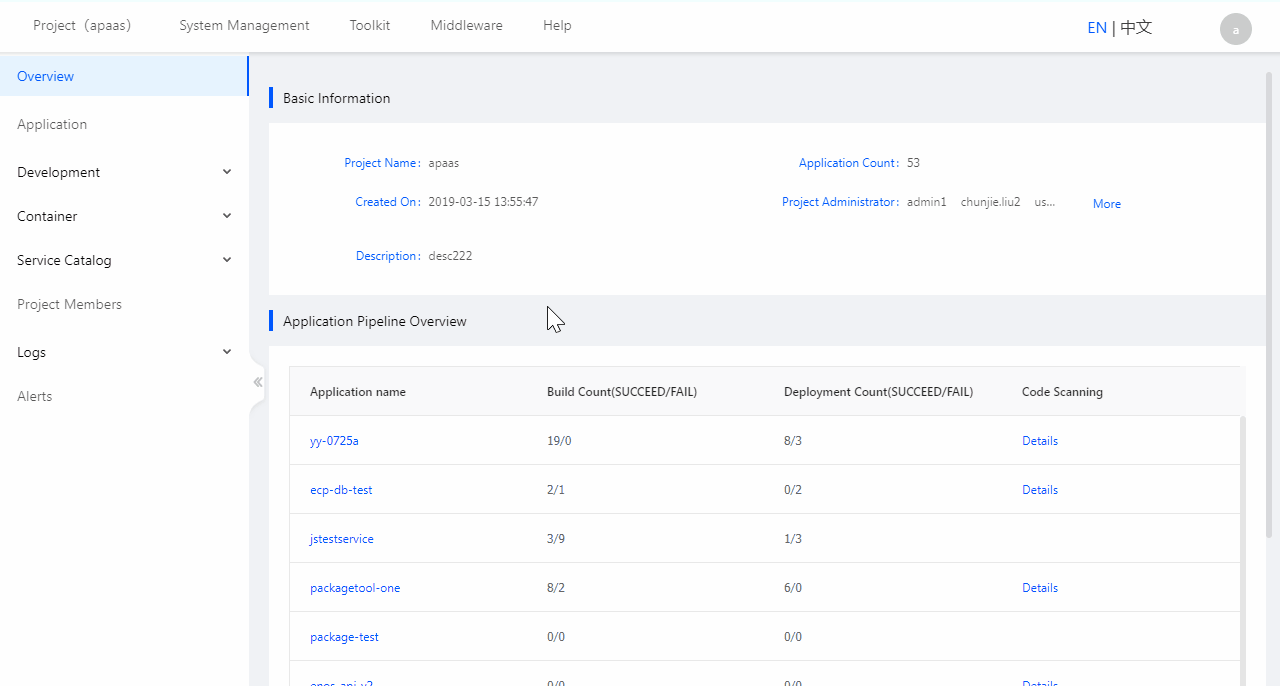 Project（apaas） System Management Toolkit Middleware Help EN | 中文 a
Overview
Application
Development
Container
Service Catalog
Project Members
Logs
Alerts
Basic Information
Project Name: apaas Application Count: 53
Created On: 2019-03-15 13:55:47 Project Administrator: admin1 chunjie.liu2 us... More
Description: desc222
Application Pipeline Overview
Application name Build Count(SUCCEED/FAIL) Deployment Count(SUCCEED/FAIL) Code Scanning
yy-0725a 19/0 8/3 Details
ecp-db-test 2/1 0/2 Details
jstestservice 3/9 1/3
packagetool-one 8/2 6/0 Details
package-test 0/0 0/0
0/0 0/0 Details